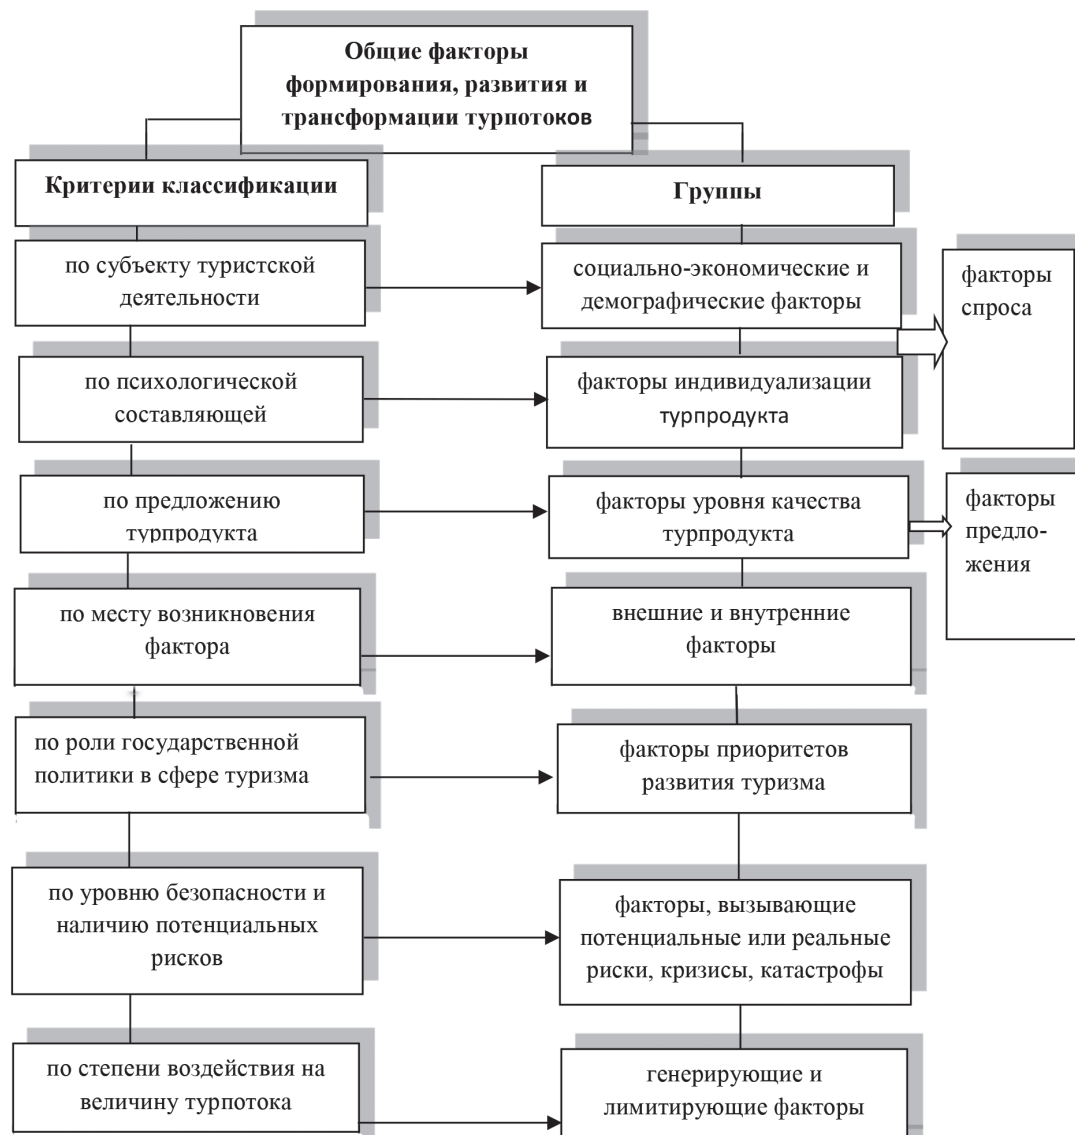 Общие факторы
формирования, развития и
трансформации турпотоков
Критерии классификации
Группы
по субъекту туристской
деятельности
социально-экономические и
демографические факторы
факторы
спроса
по психологической
составляющей
факторы индивидуализации
турпродукта
по предложению
турпродукта
факторы уровня качества
турпродукта
факторы
предло-
жения
по месту возникновения
фактора
внешние и внутренние
факторы
по роли государственной
политики в сфере туризма
факторы приоритетов
развития туризма
по уровню безопасности и
наличию потенциальных
рисков
факторы, вызывающие
потенциальные или реальные
риски, кризисы, катастрофы
по степени воздействия на
величину турпотока
генерирующие и
лимитирующие факторы